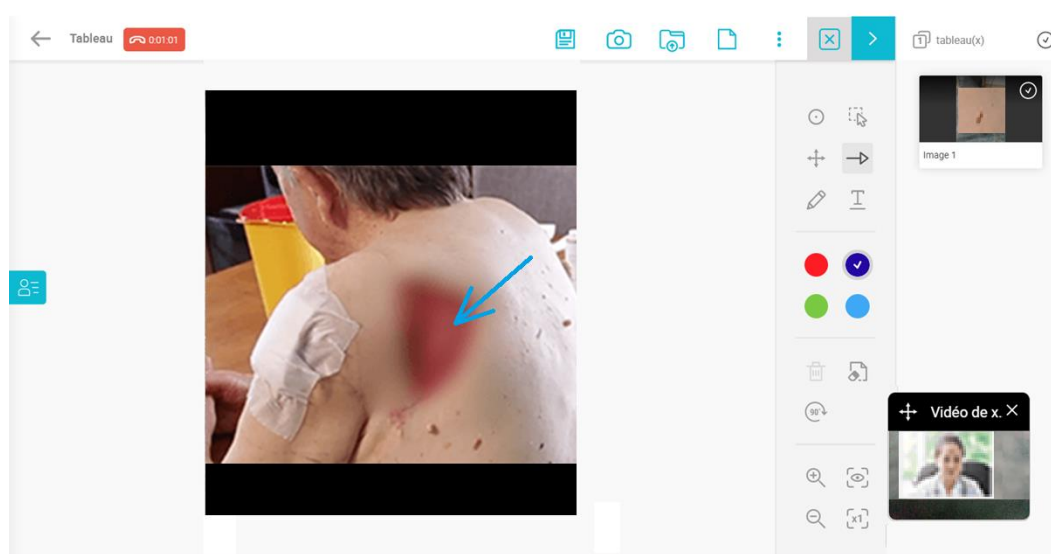 Tableau
0:01:01
1
tableau(x)
Image 1
T
90°
Vidéo de x.
x1